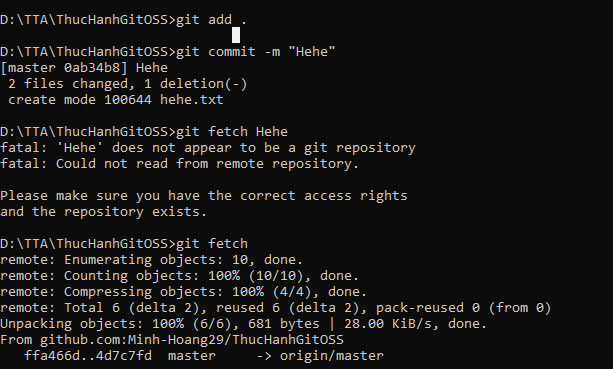 D:\TTA\ThucHanhGitOSS>git add .
D:\TTA\ThucHanhGitOSS>git commit -m "Hehe"
[master 0ab34b8] Hehe
 2 files changed, 1 deletion(-)
 create mode 100644 hehe.txt
D:\TTA\ThucHanhGitOSS>git fetch Hehe
fatal: 'Hehe' does not appear to be a git repository
fatal: Could not read from remote repository.
Please make sure you have the correct access rights
and the repository exists.
D:\TTA\ThucHanhGitOSS>git fetch
remote: Enumerating objects: 10, done.
remote: Counting objects: 100% (10/10), done.
remote: Compressing objects: 100% (4/4), done.
remote: Total 6 (delta 2), reused 6 (delta 2), pack-reused 0 (from 0)
Unpacking objects: 100% (6/6), 681 bytes | 28.00 KiB/s, done.
From github.com:Minh-Hoang29/ThucHanhGitOSS
   ffa466d..4d7c7fd  master     -> origin/master